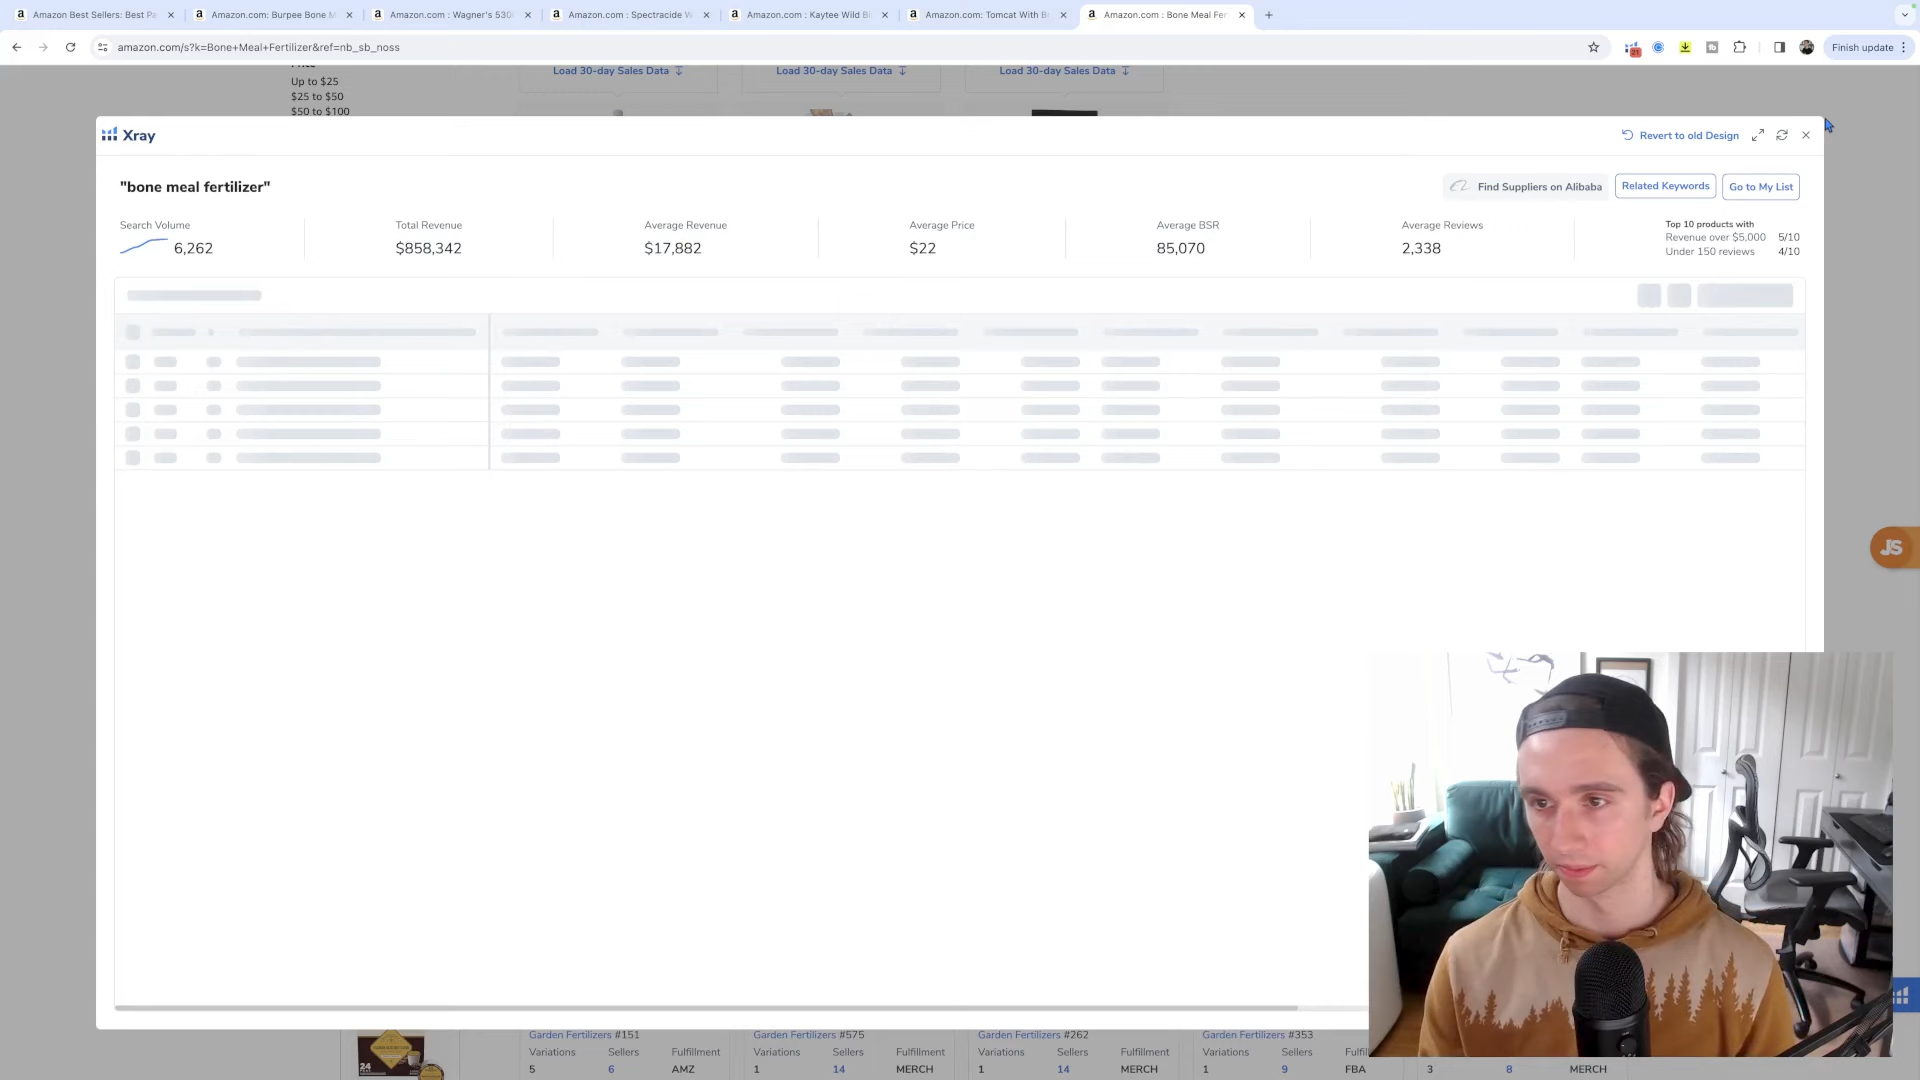 Amazon Best Sellers: Best Pa
Amazon.com: Burpee Bone M
Amazon.com : Wagner's 530
Amazon.com : Spectracide W
Amazon.com : Kaytee Wild Bi
Amazon.com: Tomcat With B
Amazon.com : Bone Meal Fer
amazon.com/s?k=Bone+Meal+Fertilizer&ref=nb_sb_noss
21
Finish update
Up to $25
$25 to $50
$50 to $100
Load 30-day Sales Data
Load 30-day Sales Data
Load 30-day Sales Data
Xray
Revert to old Design
"bone meal fertilizer"
Find Suppliers on Alibaba
Related Keywords
Go to My List
Search Volume
6,262
Total Revenue
$858,342
Average Revenue
$17,882
Average Price
$22
Average BSR
85,070
Average Reviews
2,338
Top 10 products with
Revenue over $5,000 5/10
Under 150 reviews 4/10
JS
Garden Fertilizers #151
Garden Fertilizers #575
Garden Fertilizers #262
Garden Fertilizers #353
Variations Sellers Fulfillment
Variations Sellers Fulfillment
Variations Sellers Fulfillment
Variations Sellers Fulfil
5 6 AMZ
1 14 MERCH
1 14 MERCH
1 9 FBA
3 8 MERCH
24